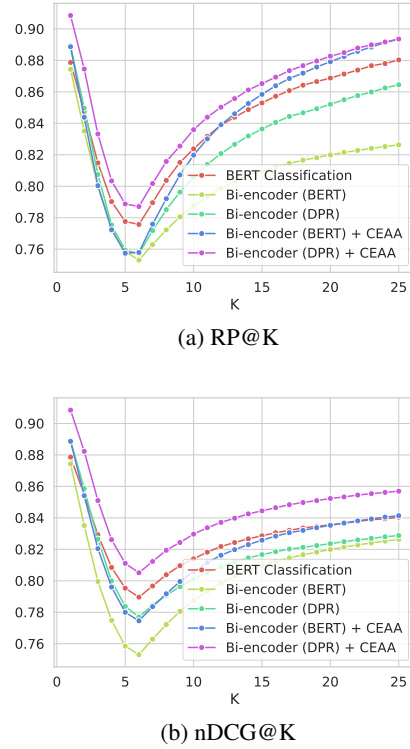 0.90
0.88
0.86
0.84
0.82
0.80
0.78
0.76
BERT Classification
Bi-encoder (BERT)
Bi-encoder (DPR)
Bi-encoder (BERT) + CEAA
Bi-encoder (DPR) + CEAA
0 5 10 15 20 25
K
(a) RP@K
0.90
0.88
0.86
0.84
0.82
0.80
0.78
0.76
BERT Classification
Bi-encoder (BERT)
Bi-encoder (DPR)
Bi-encoder (BERT) + CEAA
Bi-encoder (DPR) + CEAA
0 5 10 15 20 25
K
(b) nDCG@K